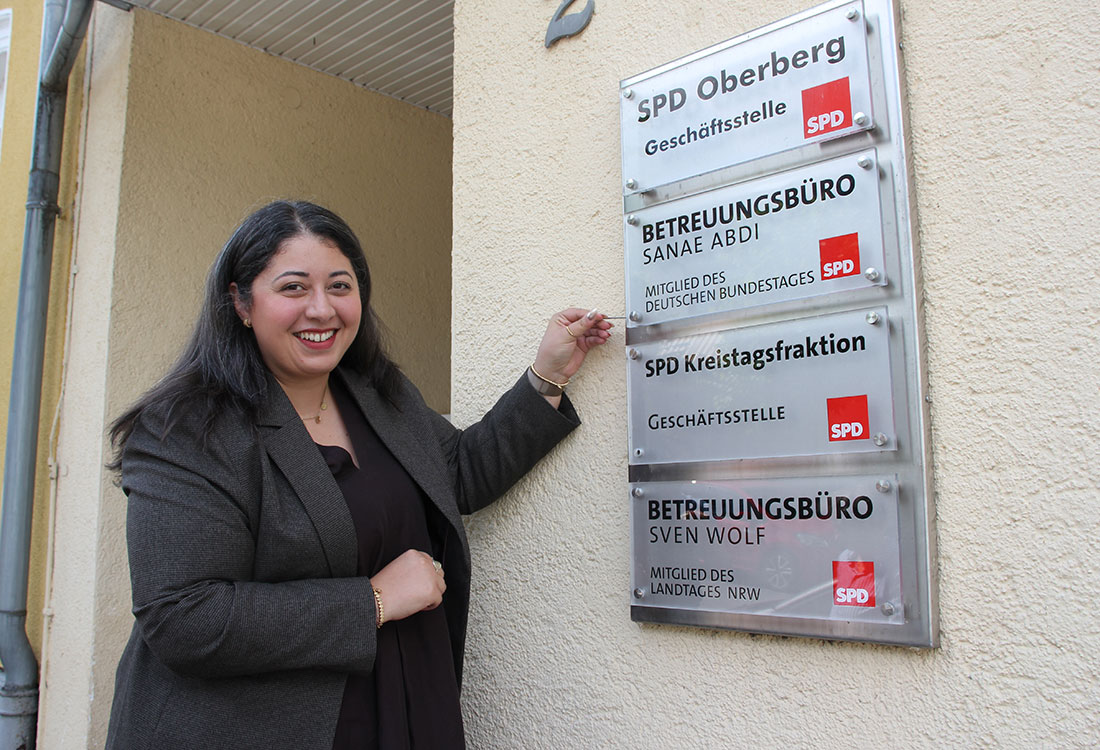 SPD Oberberg
Geschäftsstelle
SPD
BETREUUNGSBÜRO
SANAE ABDI
MITGLIED DES
DEUTSCHEN BUNDESTAGES
SPD
SPD Kreistagsfraktion
GESCHÄFTSSTELLE
SPD
BETREUUNGSBÜRO
SVEN WOLF
MITGLIED DES
LANDTAGES NRW
SPD